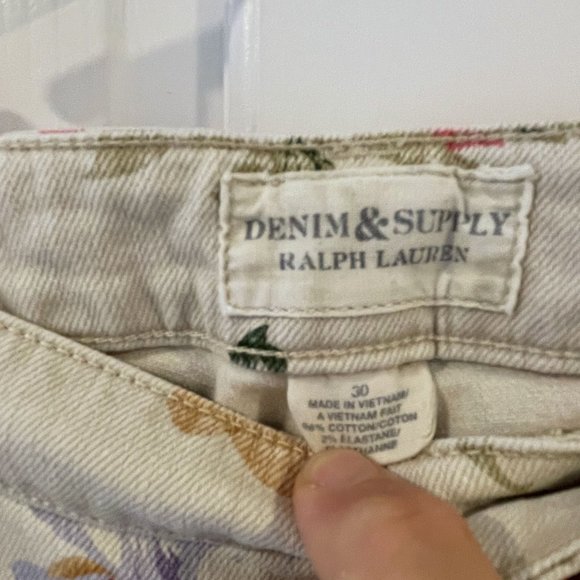 DENIM & SUPPLY
RALPH LAUREN
30
MADE IN VIETNAM/
A VIETNAM FAIT
98% COTTON/COTON
2% ELASTANE/